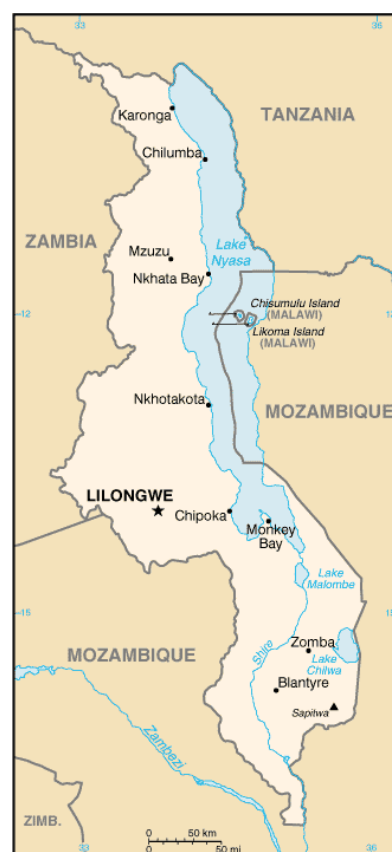 33
36
Karonga
TANZANIA
Chilumba
ZAMBIA
Lake
Nyasa
Mzuzu
Nkhata Bay
Chisumulu Island
(MALAWI)
12
12
Likoma Island
(MALAWI)
Nkhotakota
MOZAMBIQUE
LILONGWE
Chipoka
Monkey
Bay
Lake
Malombe
15
15
Zomba
Shire
MOZAMBIQUE
Lake
Chilwa
Blantyre
Sapitwa
Zambezi
ZIMB.
0 50 km
0 50 mi
33
36